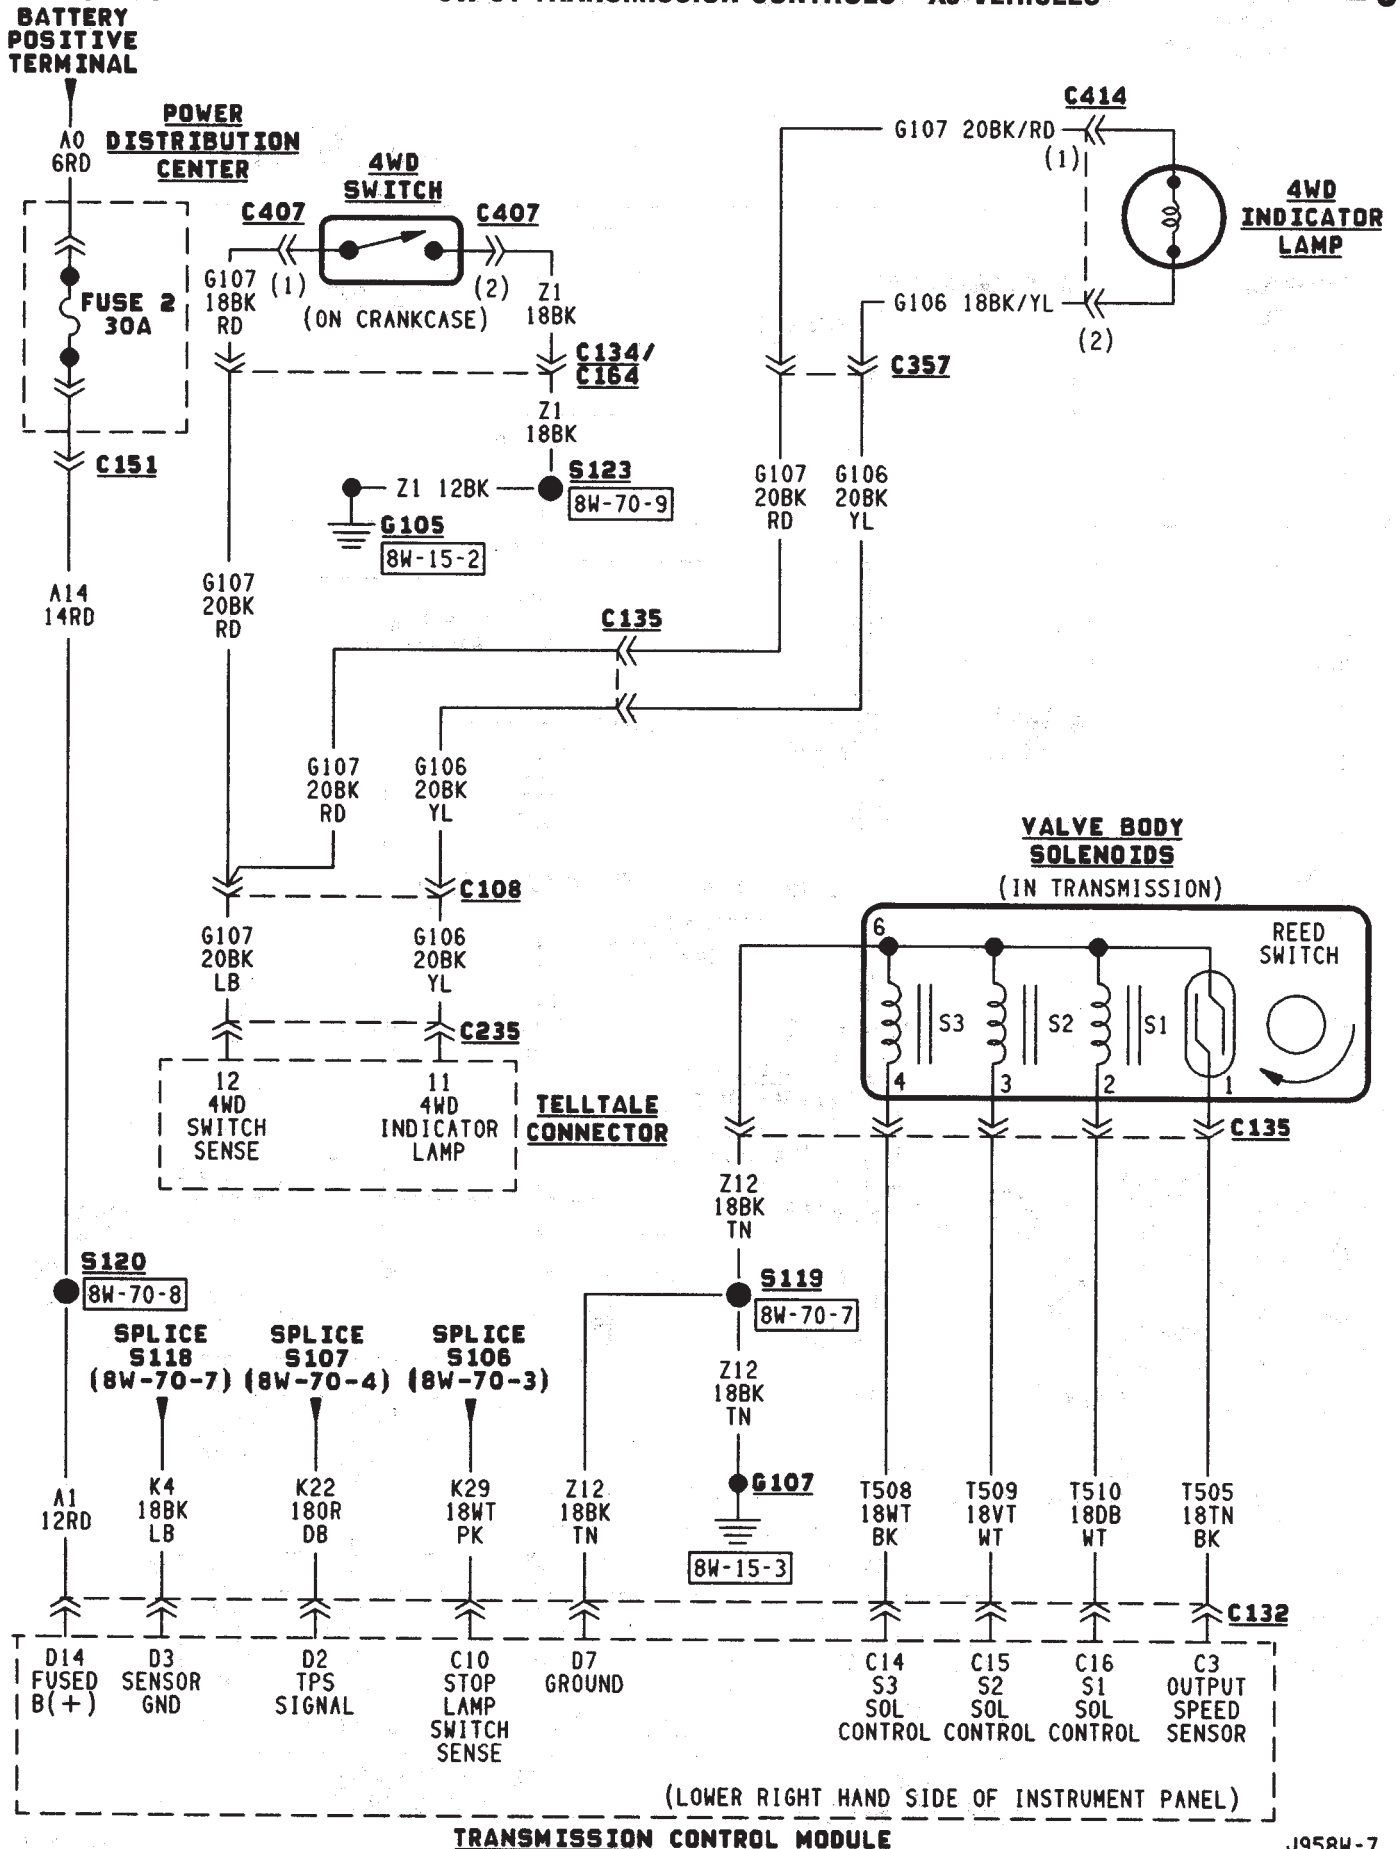 BATTERY
POSITIVE
TERMINAL
A0
6RD
POWER
DISTRIBUTION
CENTER
FUSE 2
30A
C151
A14
14RD
4WD
SWITCH
C407
C407
(1)
(2)
(ON CRANKCASE)
G107
18BK
RD
Z1
18BK
C134/
C164
Z1
18BK
S123
8W-70-9
Z1 12BK
G105
8W-15-2
G107
20BK
RD
C414
G107 20BK/RD
(1)
4WD
INDICATOR
LAMP
G106 18BK/YL
(2)
C357
G107
20BK
RD
G106
20BK
YL
C135
G107
20BK
RD
G106
20BK
YL
C108
G107
20BK
LB
G106
20BK
YL
C235
12
4WD
SWITCH
SENSE
11
4WD
INDICATOR
LAMP
TELLTALE
CONNECTOR
VALVE BODY
SOLENOIDS
(IN TRANSMISSION)
6
REED
SWITCH
S3
S2
S1
4
3
2
1
C135
Z12
18BK
TN
S119
8W-70-7
Z12
18BK
TN
G107
8W-15-3
S120
8W-70-8
SPLICE
S118
(8W-70-7)
SPLICE
S107
(8W-70-4)
SPLICE
S106
(8W-70-3)
A1
12RD
K4
18BK
LB
K22
18OR
DB
K29
18WT
PK
Z12
18BK
TN
T508
18WT
BK
T509
18VT
WT
T510
18DB
WT
T505
18TN
BK
C132
D14
FUSED
B(+)
D3
SENSOR
GND
D2
TPS
SIGNAL
C10
STOP
LAMP
SWITCH
SENSE
D7
GROUND
C14
S3
SOL
CONTROL
C15
S2
SOL
CONTROL
C16
S1
SOL
CONTROL
C3
OUTPUT
SPEED
SENSOR
(LOWER RIGHT HAND SIDE OF INSTRUMENT PANEL)
TRANSMISSION CONTROL MODULE
J958W-7